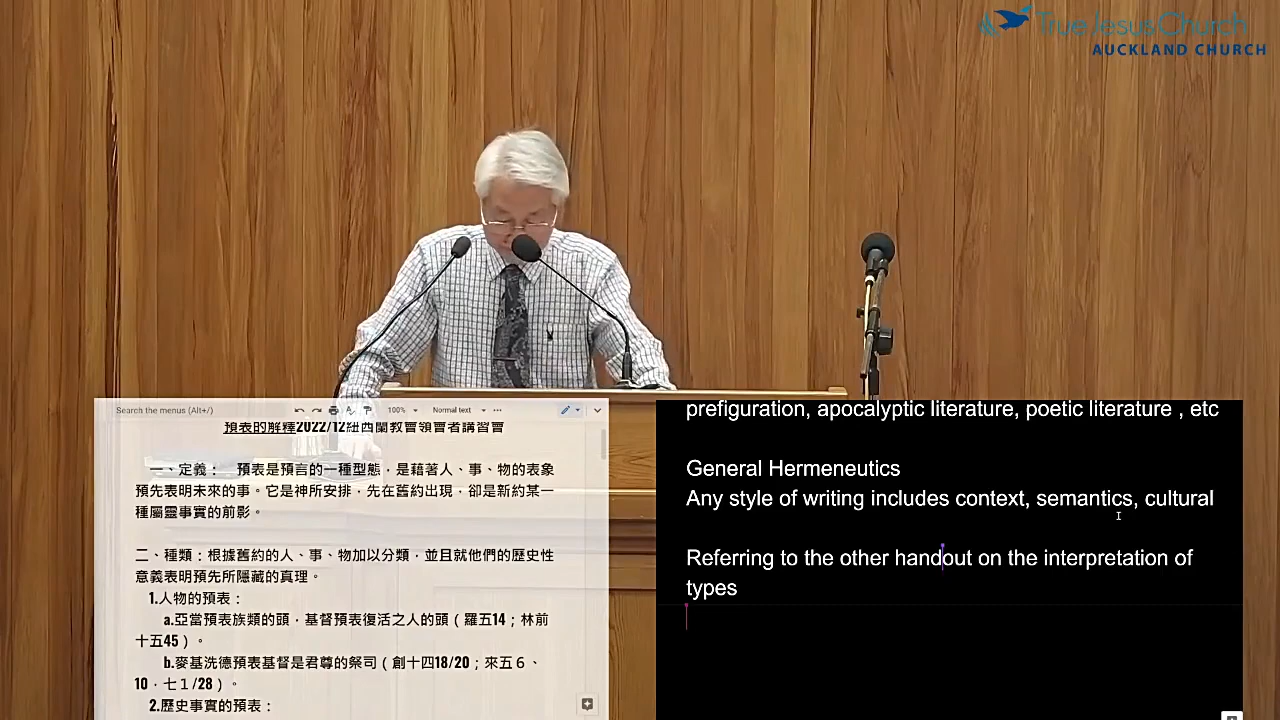 True Jesus Church
AUCKLAND CHURCH
Search the menus (Alt+/)
100%
Normal text
預表的解釋2022/12紐西蘭教會領會者講習會
一、定義： 預表是預言的一種型態，是藉著人、事、物的表象
預先表明未來的事。它是神所安排，先在舊約出現，卻是新約某一
種屬靈事實的前影。
二、種類：根據舊約的人、事、物加以分類，並且就他們的歷史性
意義表明預先所隱藏的真理。
1.人物的預表：
a.亞當預表族類的頭，基督預表復活之人的頭（羅五14；林前
十五45）。
b.麥基洗德預表基督是君尊的祭司（創十四18/20；來五６、
10．七１/28）。
2.歷史事實的預表：
prefiguration, apocalyptic literature, poetic literature , etc
General Hermeneutics
Any style of writing includes context, semantics, cultural
Referring to the other handout on the interpretation of
types